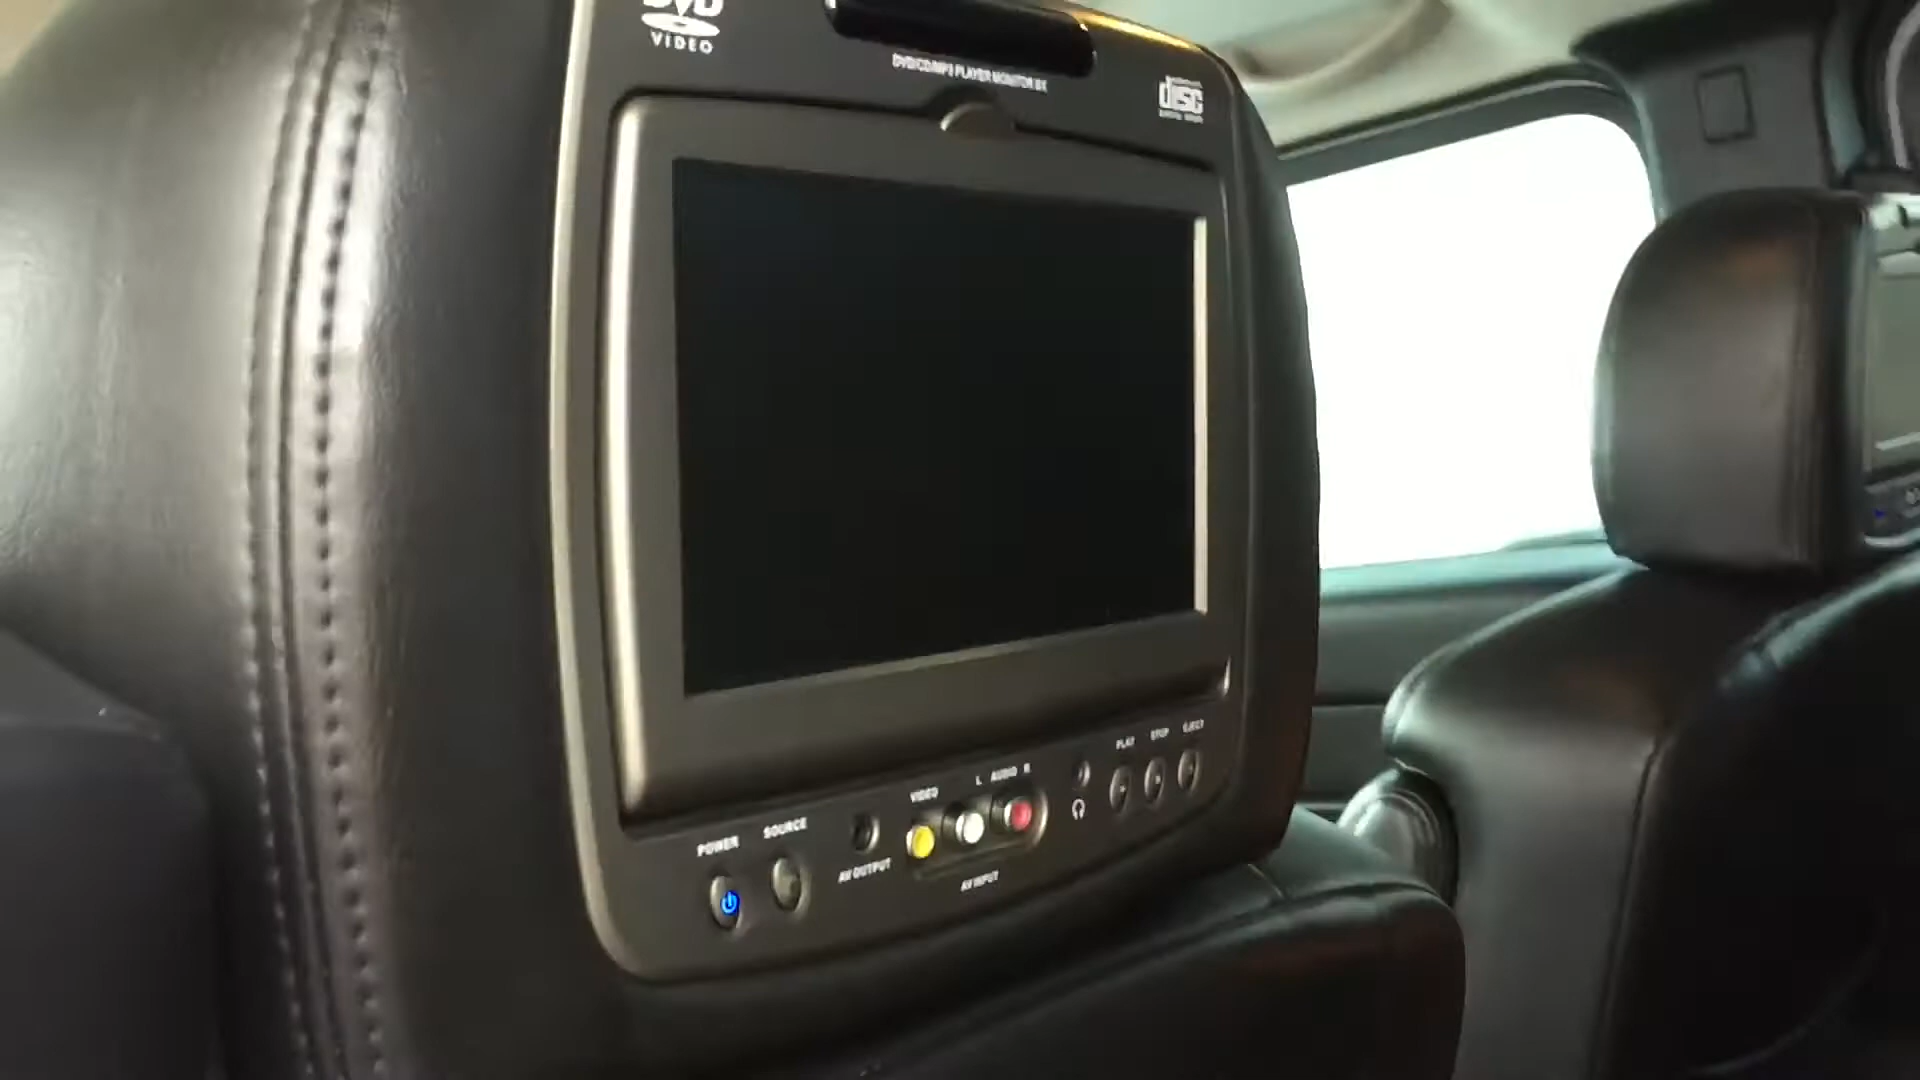 DVD
VIDEO
DVD/CD/MP3 PLAYER MONITOR
disc
PLAY STOP EJECT
L AUDIO R
VIDEO
SOURCE
POWER
AV OUTPUT
AV INPUT